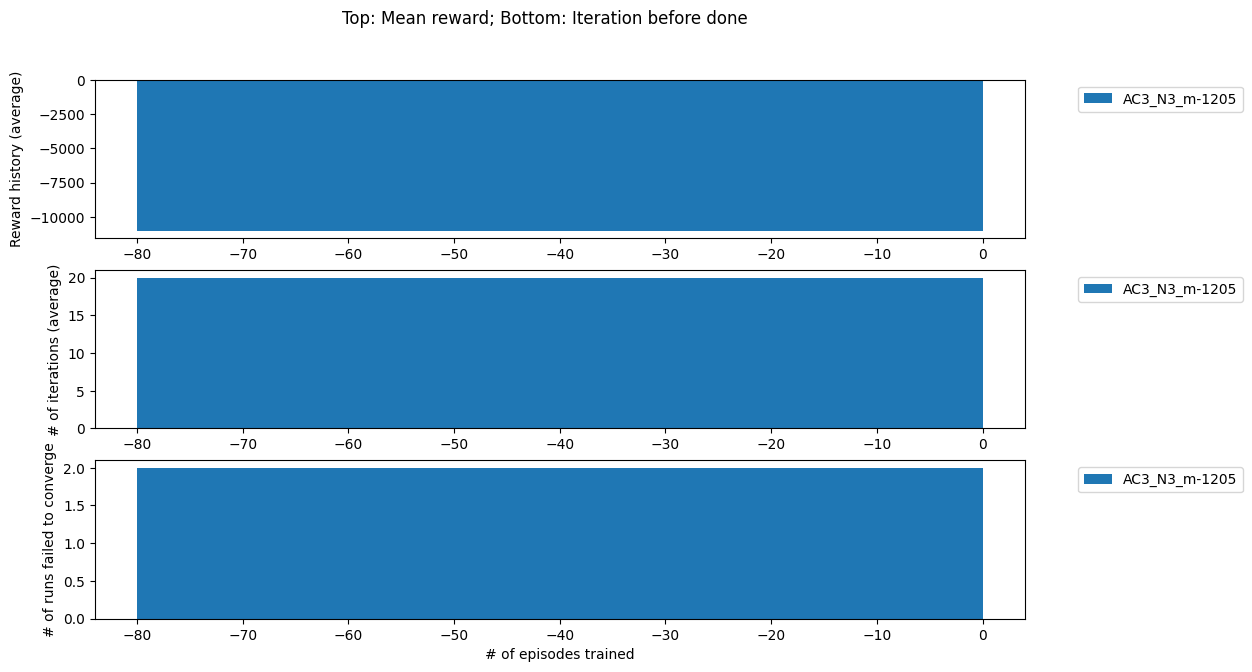 Top: Mean reward; Bottom: Iteration before done
Reward history (average)
0
−2500
−5000
−7500
−10000
−80 −70 −60 −50 −40 −30 −20 −10 0
AC3_N3_m-1205
# of iterations (average)
20
15
10
5
0
−80 −70 −60 −50 −40 −30 −20 −10 0
AC3_N3_m-1205
# of runs failed to converge
2.0
1.5
1.0
0.5
0.0
−80 −70 −60 −50 −40 −30 −20 −10 0
AC3_N3_m-1205
# of episodes trained